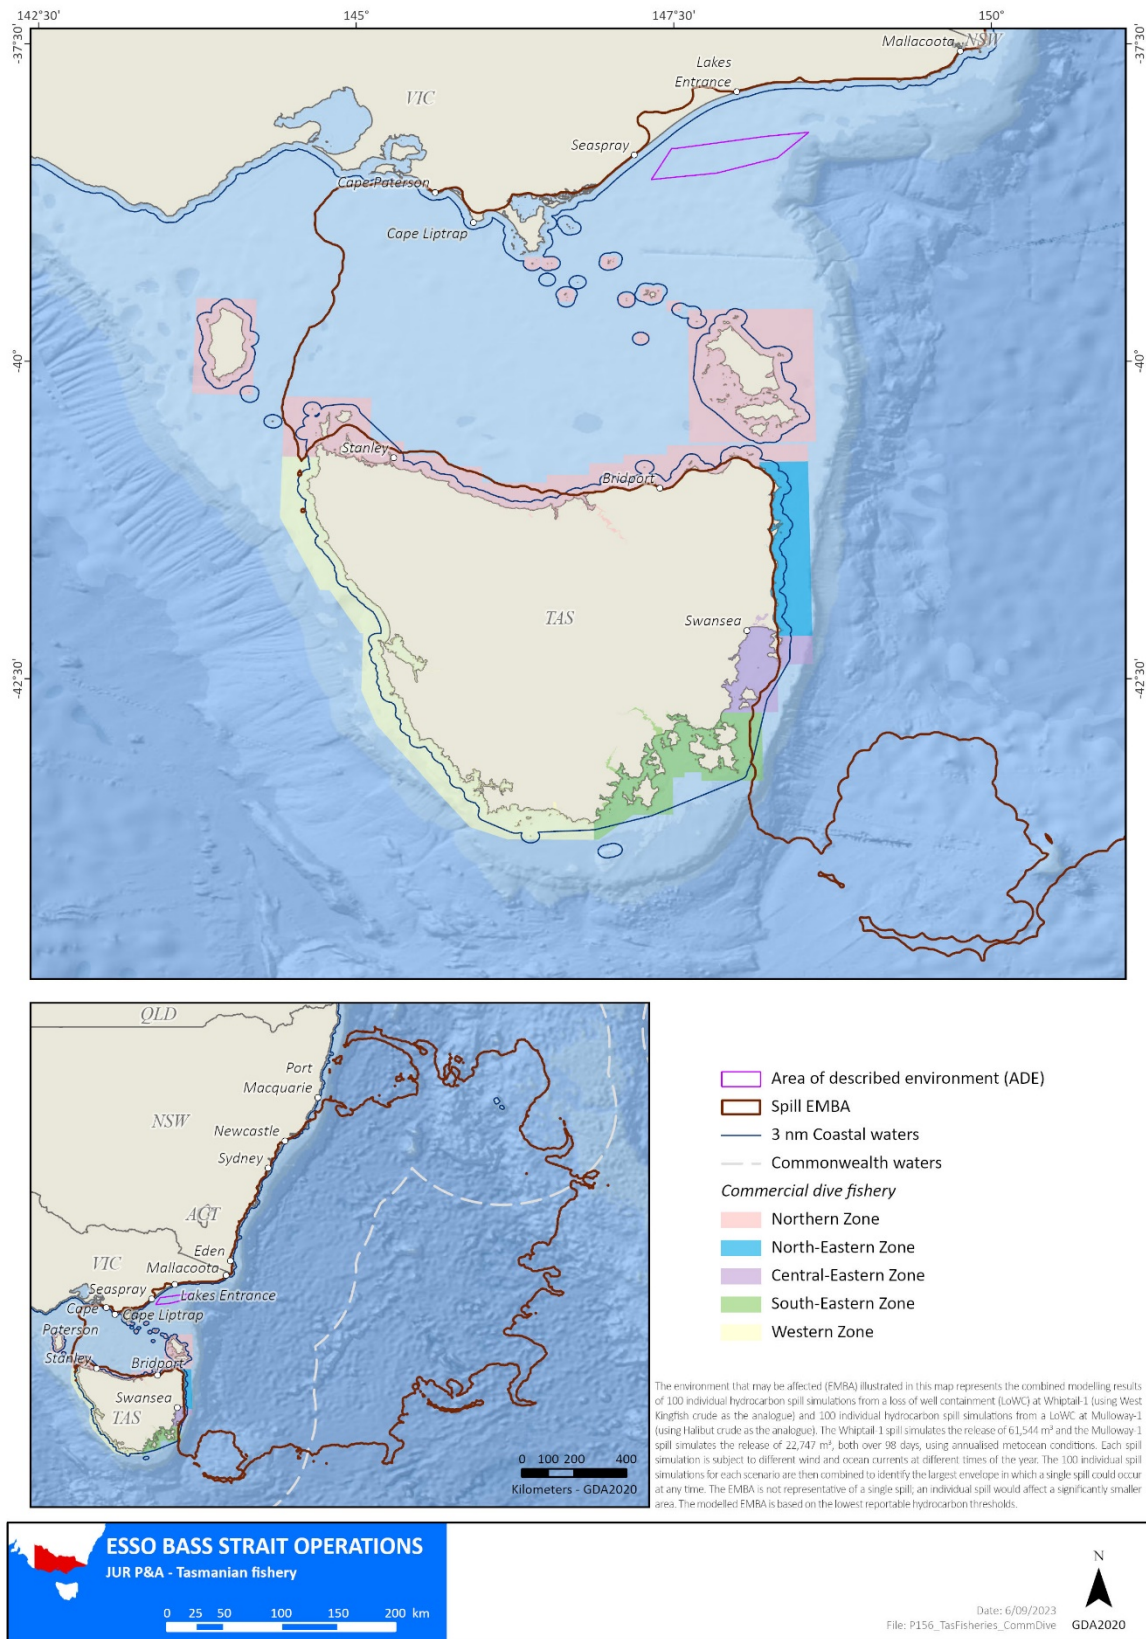 142°30'
145°
147°30'
150°
-37°30'
-37°30'
Mallacoota
NSW
Lakes
Entrance
VIC
Seaspray
Cape Paterson
Cape Liptrap
-40°
-40°
Stanley
Bridport
TAS
Swansea
-42°30'
-42°30'
QLD
Port
Macquarie
NSW
Newcastle
Sydney
ACT
Eden
VIC
Mallacoota
Seaspray
Lakes Entrance
Cape
Cape Liptrap
Paterson
Stanley
Bridport
Swansea
TAS
0 100 200 400
Kilometers - GDA2020
Area of described environment (ADE)
Spill EMBA
3 nm Coastal waters
Commonwealth waters
Commercial dive fishery
Northern Zone
North-Eastern Zone
Central-Eastern Zone
South-Eastern Zone
Western Zone
The environment that may be affected (EMBA) illustrated in this map represents the combined modelling results
of 100 individual hydrocarbon spill simulations from a loss of well containment (LoWC) at Whiptail-1 (using West
Kingfish crude as the analogue) and 100 individual hydrocarbon spill simulations from a LoWC at Mulloway-1
(using Halibut crude as the analogue). The Whiptail-1 spill simulates the release of 61,544 m³ and the Mulloway-1
spill simulates the release of 22,747 m³, both over 98 days, using annualised metocean conditions. Each spill
simulation is subject to different wind and ocean currents at different times of the year. The 100 individual spill
simulations for each scenario are then combined to identify the largest envelope in which a single spill could occur
at any time. The EMBA is not representative of a single spill; an individual spill would affect a significantly smaller
area. The modelled EMBA is based on the lowest reportable hydrocarbon thresholds.
ESSO BASS STRAIT OPERATIONS
JUR P&A - Tasmanian fishery
0 25 50 100 150 200 km
N
GDA2020
Date: 6/09/2023
File: P156_TasFisheries_CommDive